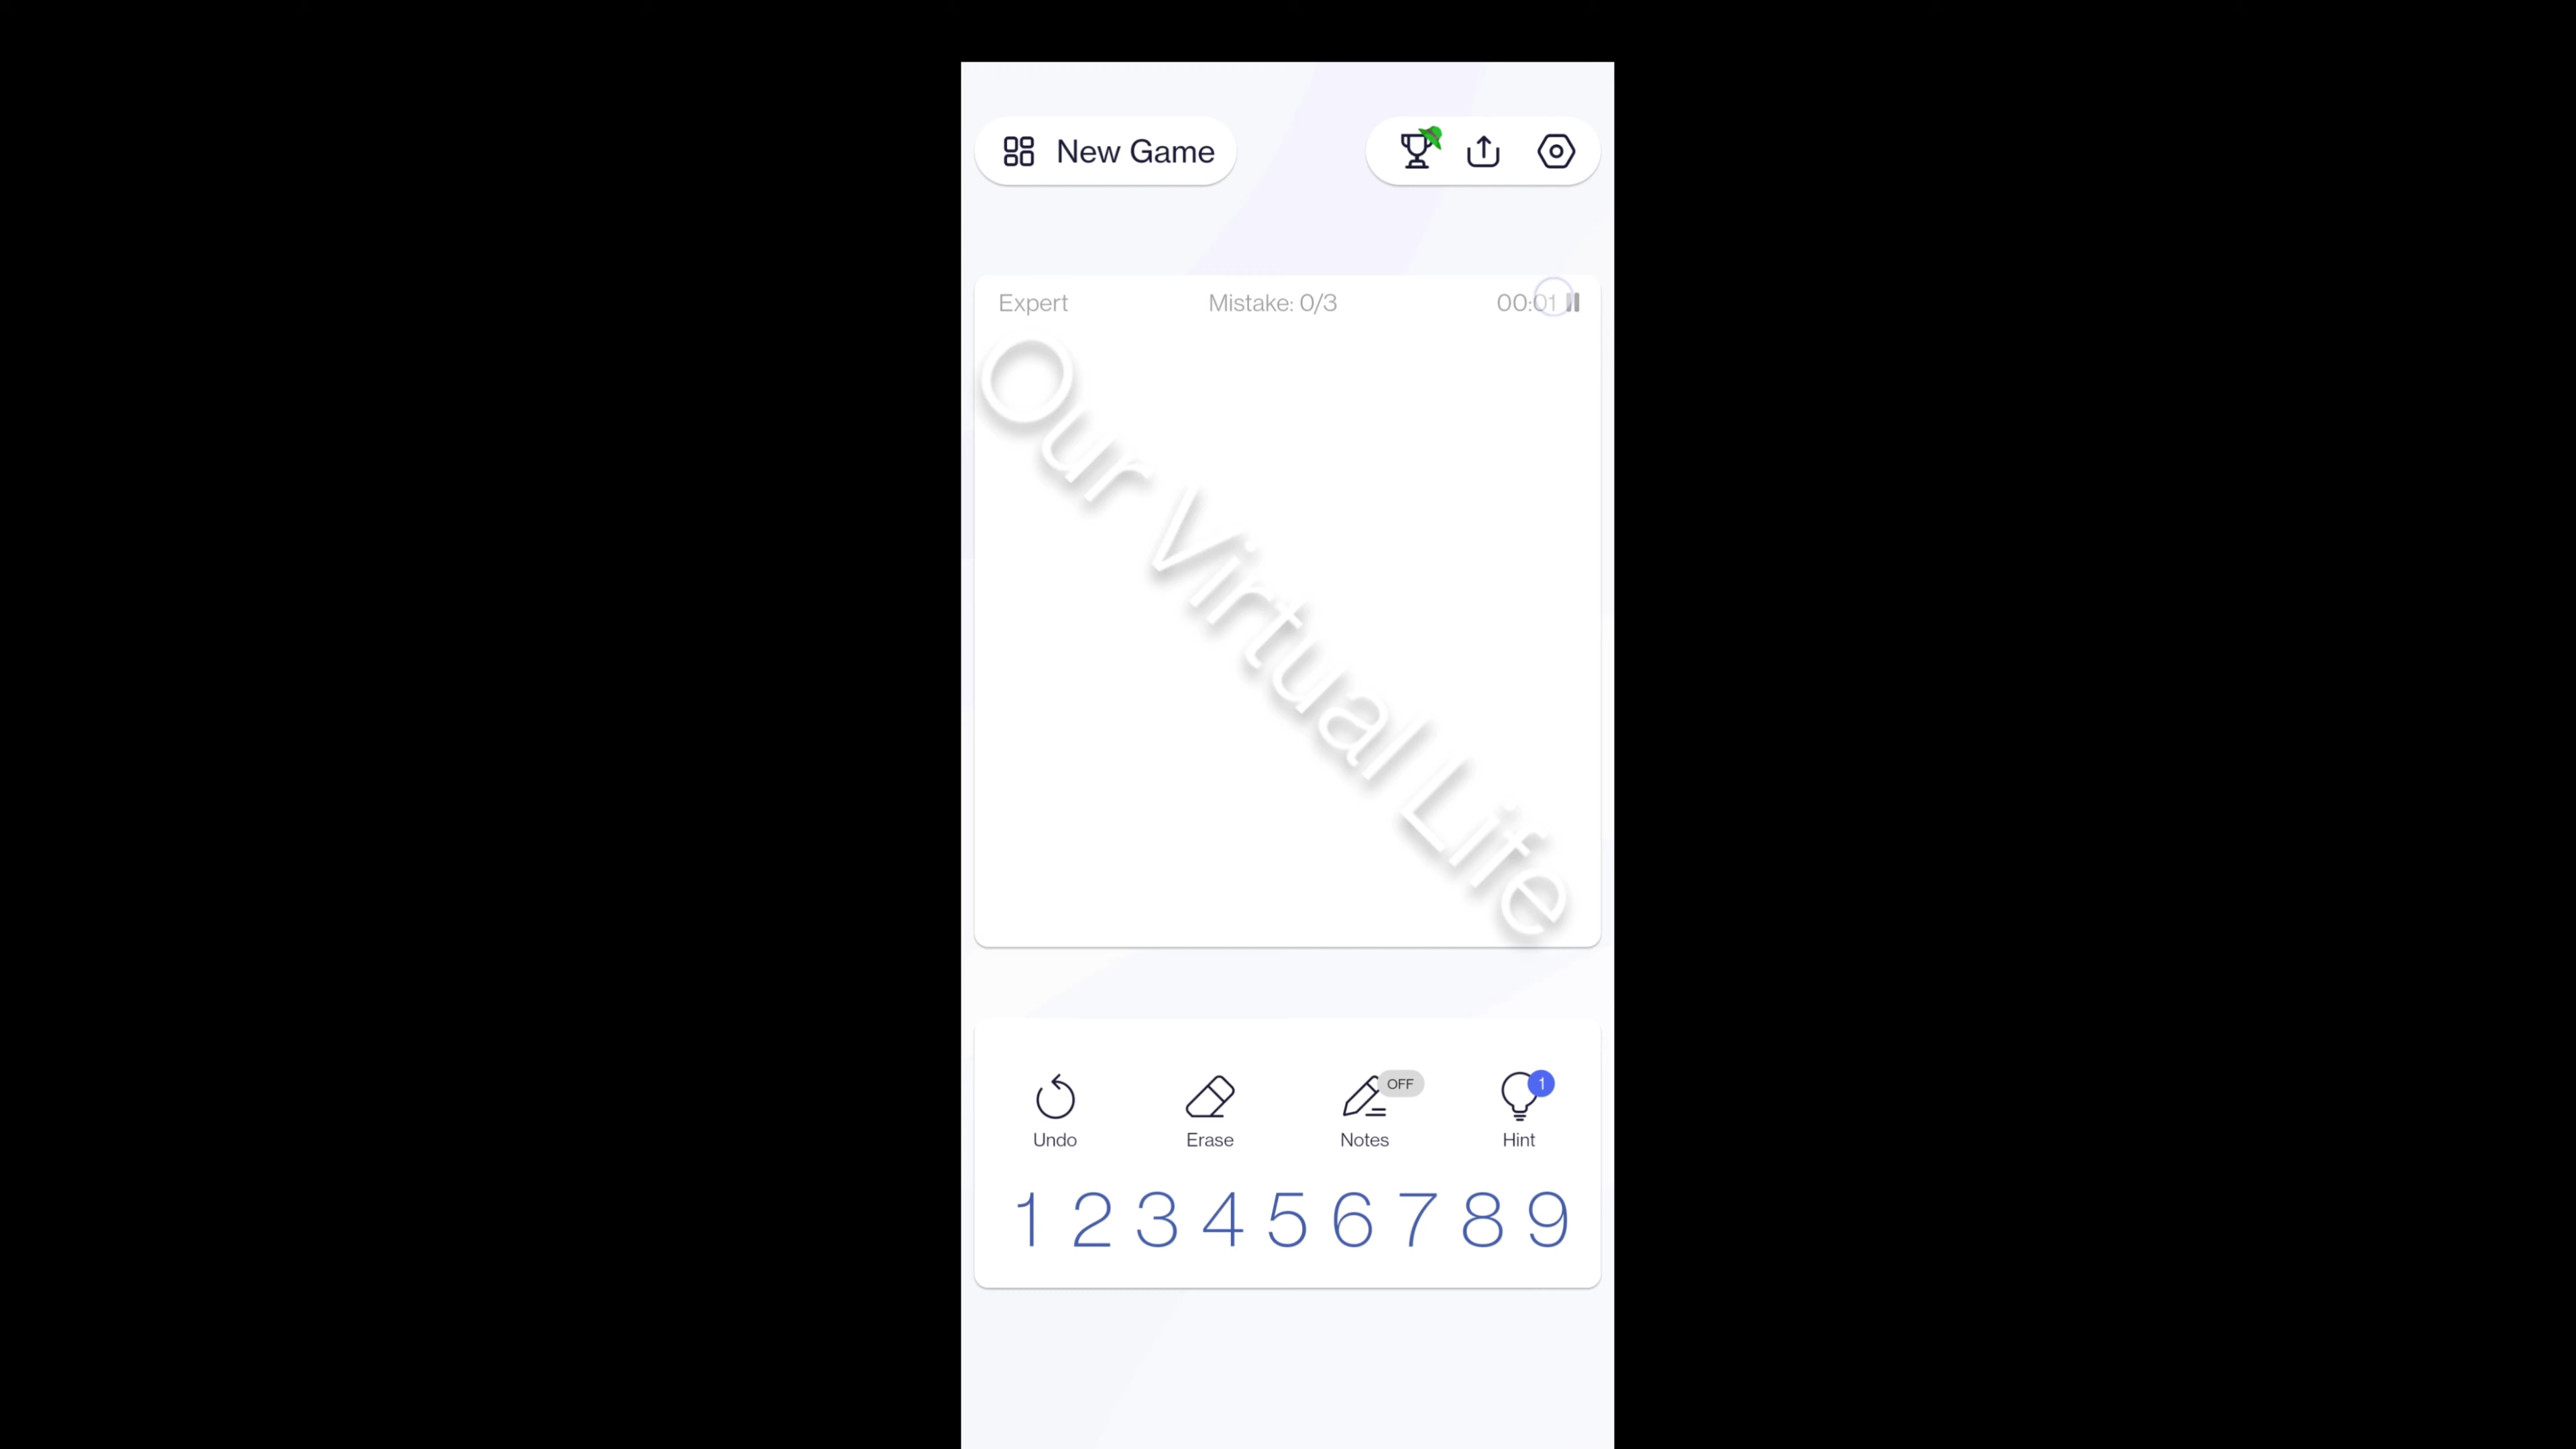 New Game
Expert Mistake: 0/3 00:01
Our Virtual Life
OFF 1
Undo Erase Notes Hint
1 2 3 4 5 6 7 8 9